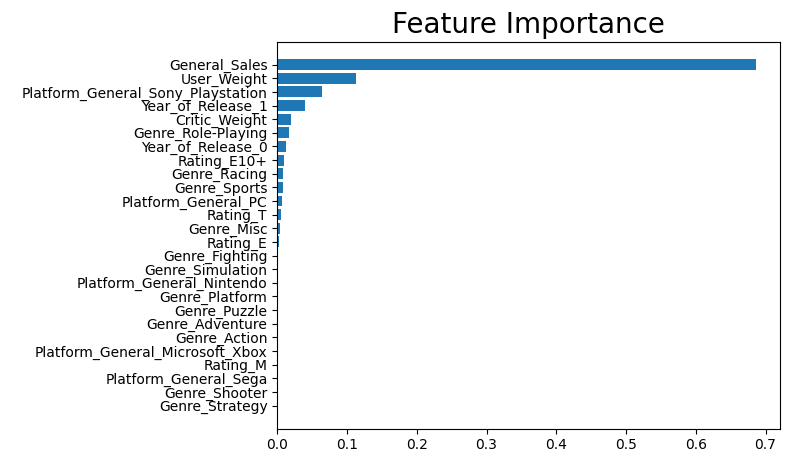 Feature Importance
General_Sales
User_Weight
Platform_General_Sony_Playstation
Year_of_Release_1
Critic_Weight
Genre_Role-Playing
Year_of_Release_0
Rating_E10+
Genre_Racing
Genre_Sports
Platform_General_PC
Rating_T
Genre_Misc
Rating_E
Genre_Fighting
Genre_Simulation
Platform_General_Nintendo
Genre_Platform
Genre_Puzzle
Genre_Adventure
Genre_Action
Platform_General_Microsoft_Xbox
Rating_M
Platform_General_Sega
Genre_Shooter
Genre_Strategy
0.0 0.1 0.2 0.3 0.4 0.5 0.6 0.7